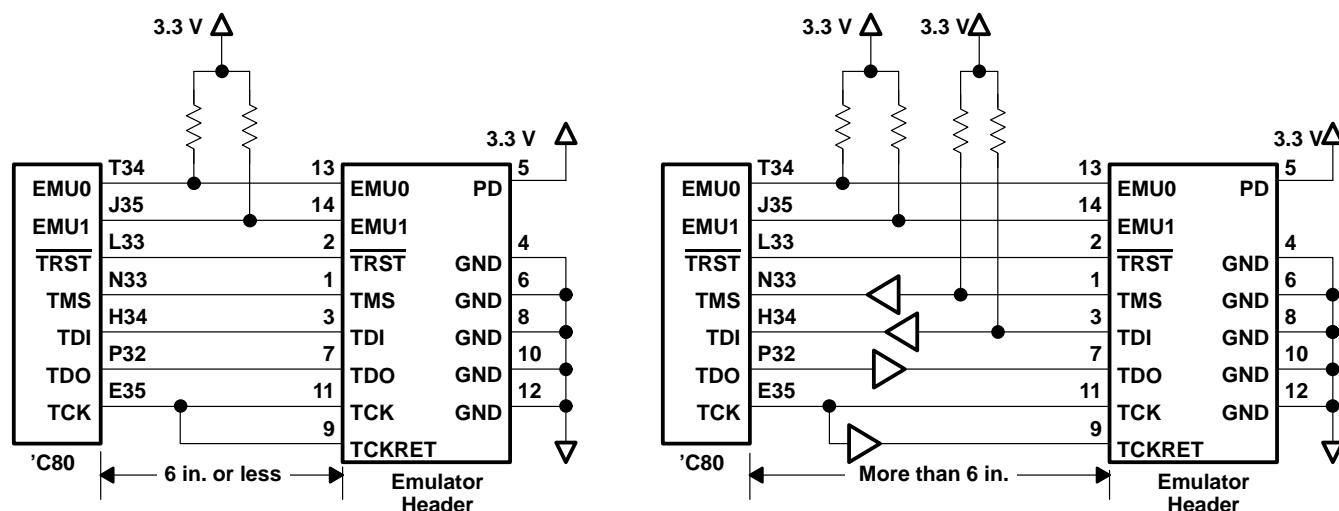 3.3 V
3.3 V
T34 13 5
EMU0 EMU0 PD
J35 14
EMU1 EMU1
L33 2 4
TRST TRST GND
N33 1 6
TMS TMS GND
H34 3 8
TDI TDI GND
P32 7 10
TDO TDO GND
E35 11 12
TCK TCK GND
9
TCKRET
'C80
6 in. or less
Emulator
Header
3.3 V 3.3 V
3.3 V
T34 13 5
EMU0 EMU0 PD
J35 14
EMU1 EMU1
L33 2 4
TRST TRST GND
N33 1 6
TMS TMS GND
H34 3 8
TDI TDI GND
P32 7 10
TDO TDO GND
E35 11 12
TCK TCK GND
9
TCKRET
'C80
More than 6 in.
Emulator
Header